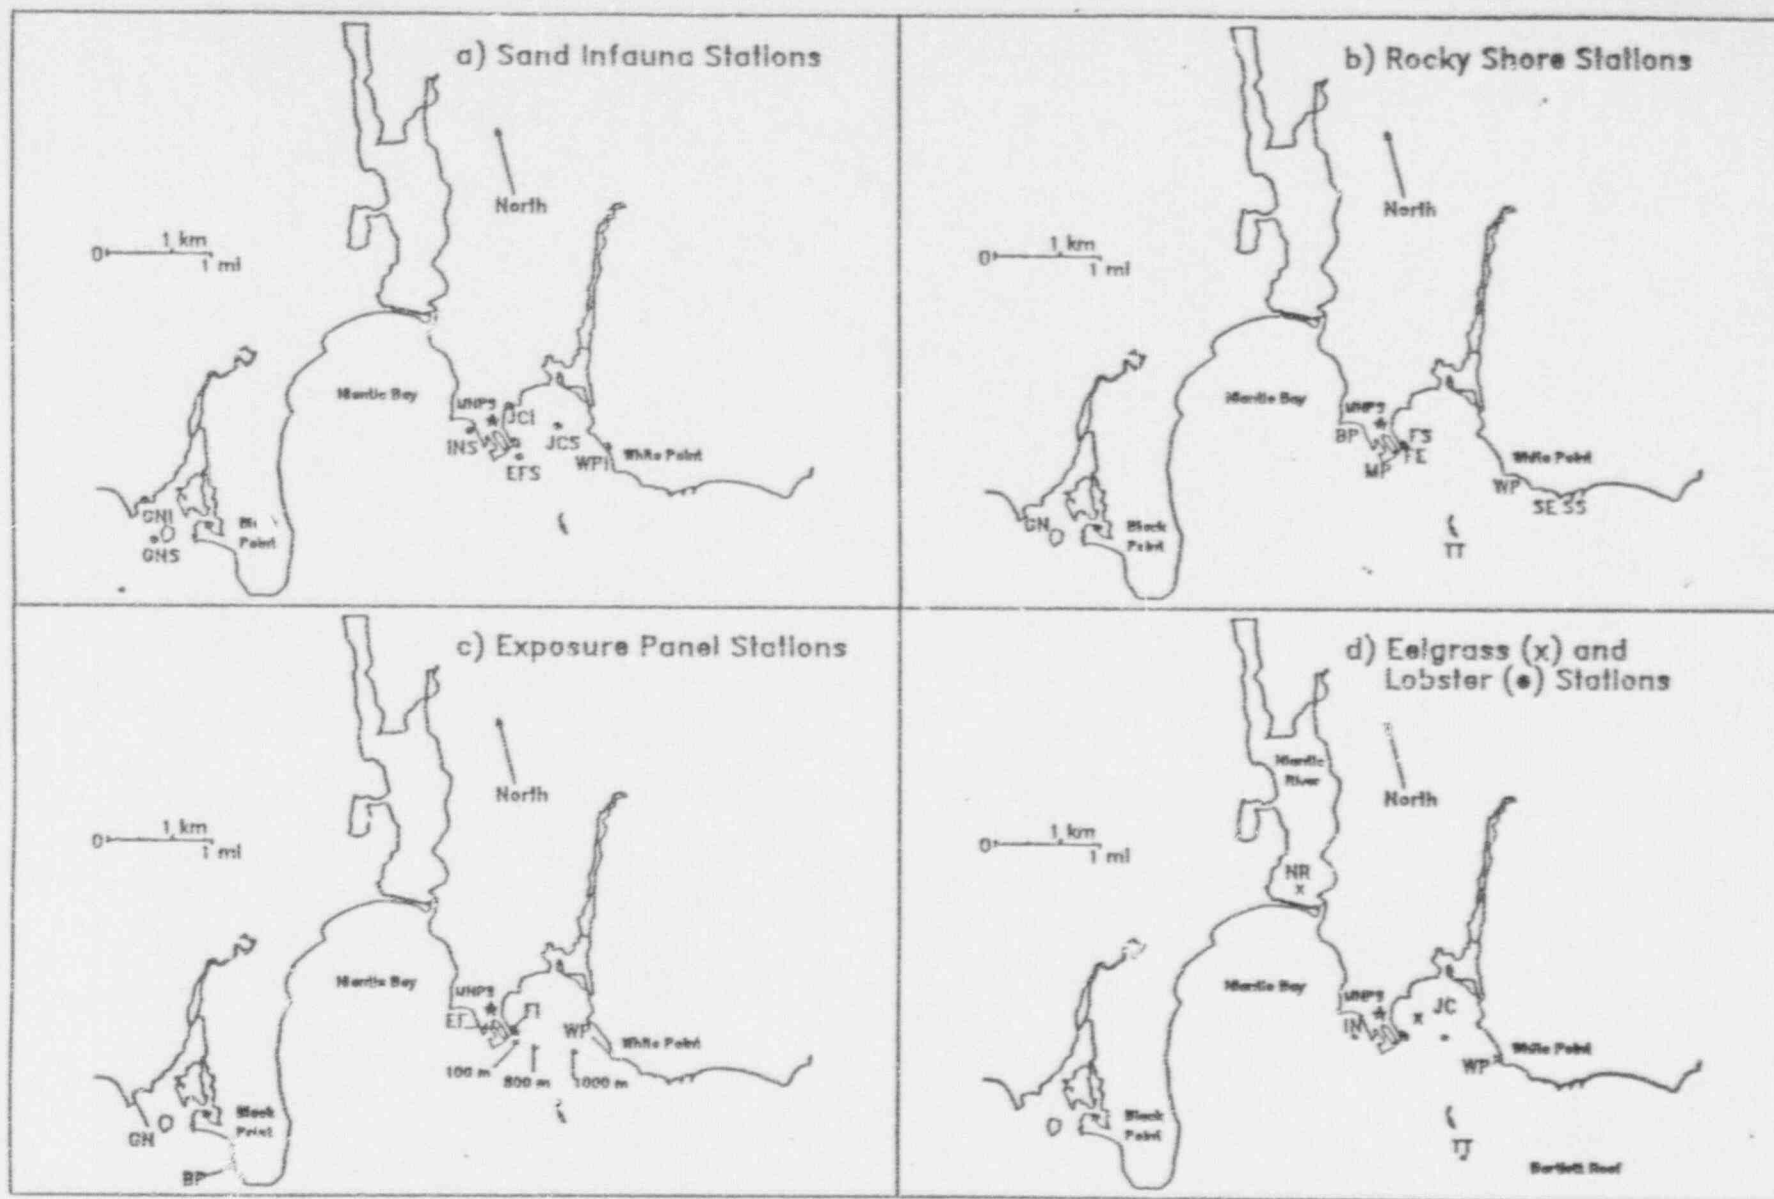 a) Sand Infauna Stations
North
1 km
0
1 mi
Niantic Bay
MNPS
JCI
INS
JCS
EFS
WPI
White Point
GNI
Point
GNS
b) Rocky Shore Stations
North
1 km
0
1 mi
Niantic Bay
MNPS
BP
FS
FE
MP
White Point
WP
SE SS
GN
Black
Point
TT
c) Exposure Panel Stations
North
1 km
0
1 mi
Niantic Bay
MNPS
EF
WP
White Point
100 m
1000 m
Black
Point
GN
BP
d) Eelgrass (x) and
Lobster (●) Stations
Niantic
River
North
1 km
0
1 mi
NR
x
Niantic Bay
MNPS
JC
IN
x
White Point
WP
Black
Point
TT
Bartlett Reef